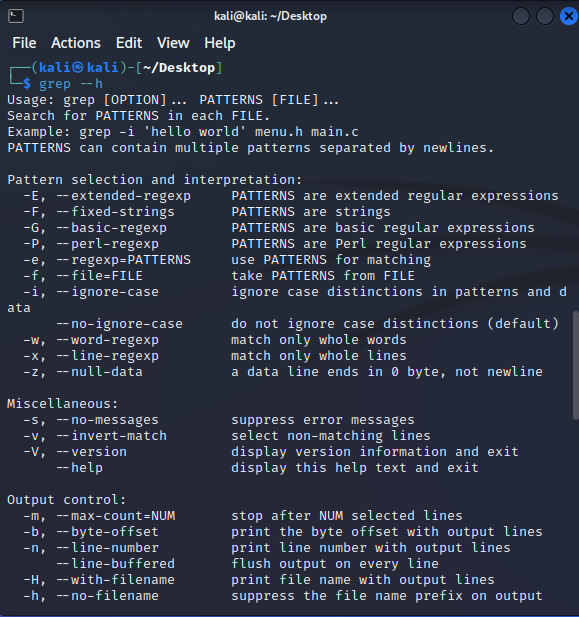 kali@kali: ~/Desktop
File Actions Edit View Help
┌──(kali㉿kali)-[~/Desktop]
└─$ grep --h
Usage: grep [OPTION]... PATTERNS [FILE]...
Search for PATTERNS in each FILE.
Example: grep -i 'hello world' menu.h main.c
PATTERNS can contain multiple patterns separated by newlines.
Pattern selection and interpretation:
  -E, --extended-regexp     PATTERNS are extended regular expressions
  -F, --fixed-strings       PATTERNS are strings
  -G, --basic-regexp        PATTERNS are basic regular expressions
  -P, --perl-regexp         PATTERNS are Perl regular expressions
  -e, --regexp=PATTERNS     use PATTERNS for matching
  -f, --file=FILE           take PATTERNS from FILE
  -i, --ignore-case         ignore case distinctions in patterns and d
ata
      --no-ignore-case      do not ignore case distinctions (default)
  -w, --word-regexp         match only whole words
  -x, --line-regexp         match only whole lines
  -z, --null-data           a data line ends in 0 byte, not newline
Miscellaneous:
  -s, --no-messages         suppress error messages
  -v, --invert-match        select non-matching lines
  -V, --version             display version information and exit
      --help                display this help text and exit
Output control:
  -m, --max-count=NUM       stop after NUM selected lines
  -b, --byte-offset         print the byte offset with output lines
  -n, --line-number         print line number with output lines
      --line-buffered       flush output on every line
  -H, --with-filename       print file name with output lines
  -h, --no-filename         suppress the file name prefix on output